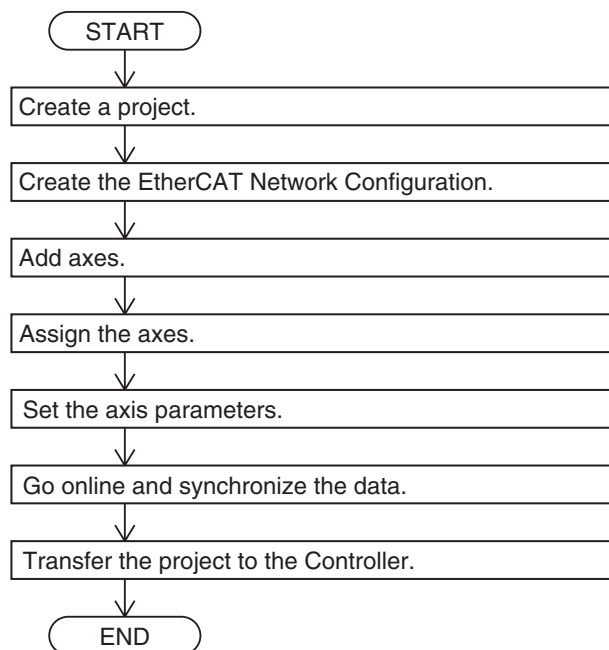 START
Create a project.
Create the EtherCAT Network Configuration.
Add axes.
Assign the axes.
Set the axis parameters.
Go online and synchronize the data.
Transfer the project to the Controller.
END